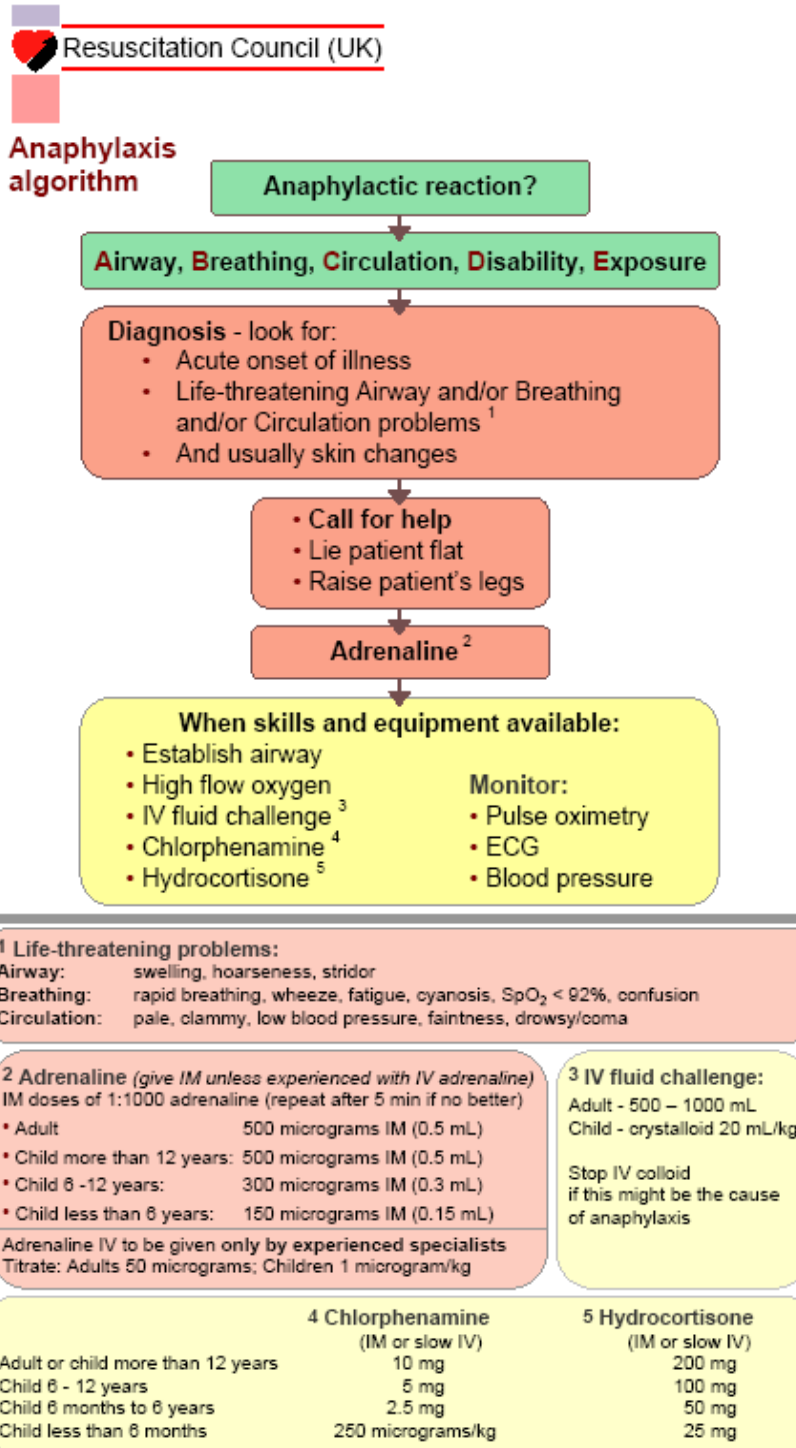 Resuscitation Council (UK)
Anaphylaxis
algorithm
Anaphylactic reaction?
Airway, Breathing, Circulation, Disability, Exposure
Diagnosis - look for:
• Acute onset of illness
• Life-threatening Airway and/or Breathing
and/or Circulation problems 1
• And usually skin changes
• Call for help
• Lie patient flat
• Raise patient's legs
Adrenaline 2
When skills and equipment available:
• Establish airway
• High flow oxygen
• IV fluid challenge 3
• Chlorphenamine 4
• Hydrocortisone 5
Monitor:
• Pulse oximetry
• ECG
• Blood pressure
1 Life-threatening problems:
Airway: swelling, hoarseness, stridor
Breathing: rapid breathing, wheeze, fatigue, cyanosis, SpO2 < 92%, confusion
Circulation: pale, clammy, low blood pressure, faintness, drowsy/coma
2 Adrenaline (give IM unless experienced with IV adrenaline)
IM doses of 1:1000 adrenaline (repeat after 5 min if no better)
• Adult 500 micrograms IM (0.5 mL)
• Child more than 12 years: 500 micrograms IM (0.5 mL)
• Child 6 -12 years: 300 micrograms IM (0.3 mL)
• Child less than 6 years: 150 micrograms IM (0.15 mL)
Adrenaline IV to be given only by experienced specialists
Titrate: Adults 50 micrograms; Children 1 microgram/kg
3 IV fluid challenge:
Adult - 500 – 1000 mL
Child - crystalloid 20 mL/kg
Stop IV colloid
if this might be the cause
of anaphylaxis
4 Chlorphenamine 5 Hydrocortisone
(IM or slow IV) (IM or slow IV)
Adult or child more than 12 years 10 mg 200 mg
Child 6 - 12 years 5 mg 100 mg
Child 6 months to 6 years 2.5 mg 50 mg
Child less than 6 months 250 micrograms/kg 25 mg